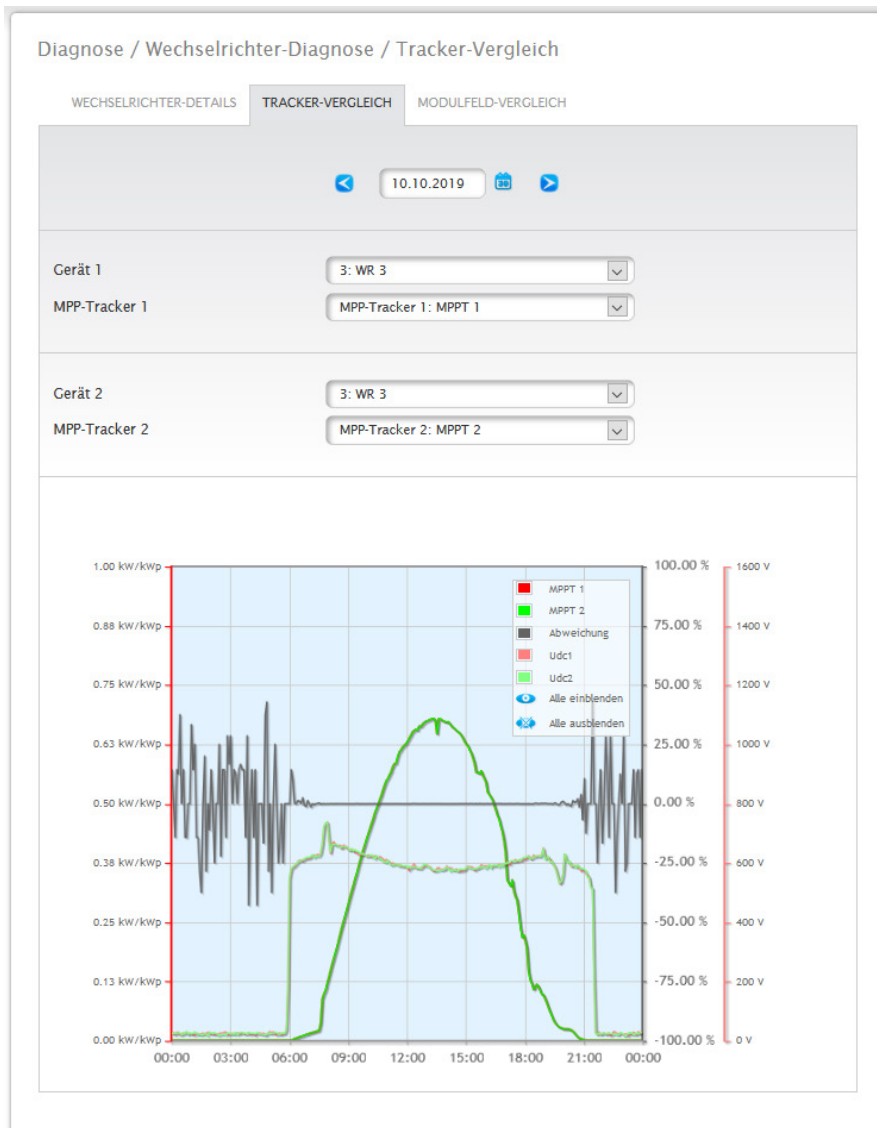 Diagnose / Wechselrichter-Diagnose / Tracker-Vergleich
WECHSELRICHTER-DETAILS TRACKER-VERGLEICH MODULFELD-VERGLEICH
10.10.2019
Gerät 1 3: WR 3
MPP-Tracker 1 MPP-Tracker 1: MPPT 1
Gerät 2 3: WR 3
MPP-Tracker 2 MPP-Tracker 2: MPPT 2
1.00 kW/kWp 100.00 % 1600 V
MPPT 1
MPPT 2
0.88 kW/kWp Abweichung 75.00 % 1400 V
Udc1
Udc2
0.75 kW/kWp 50.00 % 1200 V
Alle einblenden
Alle ausblenden
0.63 kW/kWp 25.00 % 1000 V
0.50 kW/kWp 0.00 % 800 V
0.38 kW/kWp -25.00 % 600 V
0.25 kW/kWp -50.00 % 400 V
0.13 kW/kWp -75.00 % 200 V
0.00 kW/kWp -100.00 % 0 V
00:00 03:00 06:00 09:00 12:00 15:00 18:00 21:00 00:00